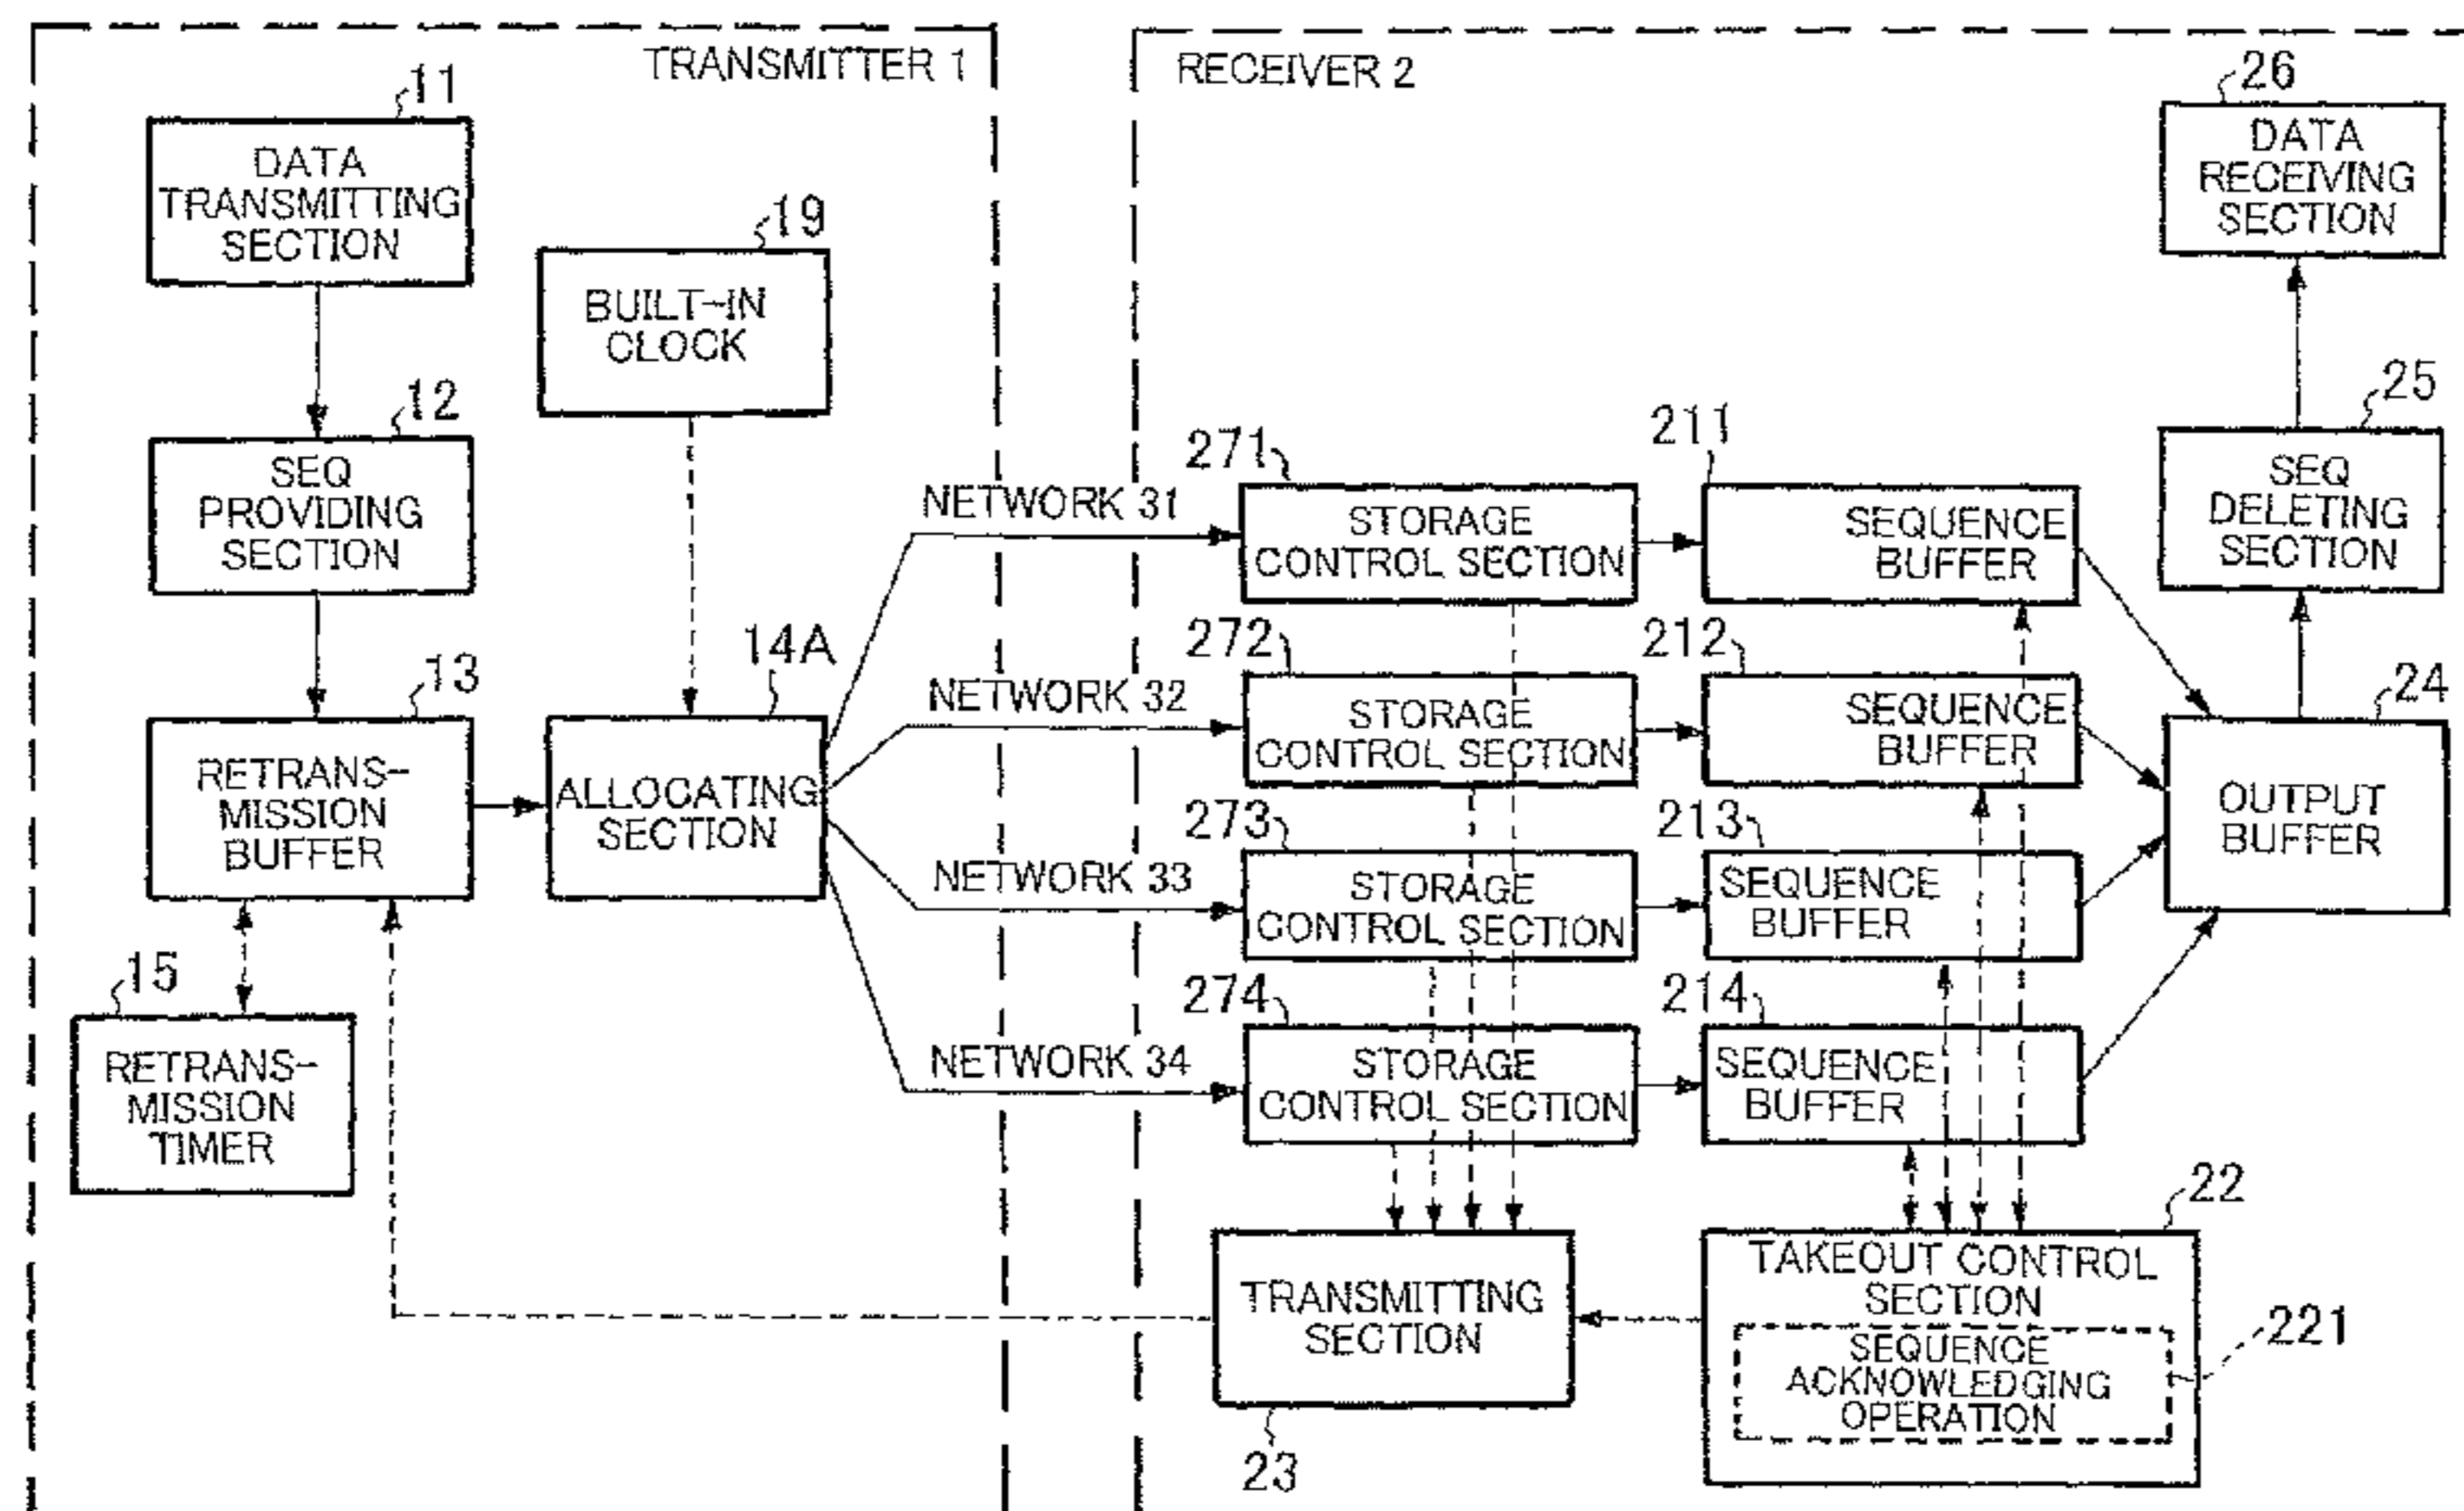 TRANSMITTER 1
11
DATA
TRANSMITTING
SECTION
19
BUILT-IN
CLOCK
12
SEQ
PROVIDING
SECTION
13
RETRANS-
MISSION
BUFFER
14A
ALLOCATING
SECTION
15
RETRANS-
MISSION
TIMER
NETWORK 31
NETWORK 32
NETWORK 33
NETWORK 34
RECEIVER 2
271
STORAGE
CONTROL SECTION
272
STORAGE
CONTROL SECTION
273
STORAGE
CONTROL SECTION
274
STORAGE
CONTROL SECTION
211
SEQUENCE
BUFFER
212
SEQUENCE
BUFFER
213
SEQUENCE
BUFFER
214
SEQUENCE
BUFFER
26
DATA
RECEIVING
SECTION
25
SEQ
DELETING
SECTION
24
OUTPUT
BUFFER
TRANSMITTING
SECTION
23
22
TAKEOUT CONTROL
SECTION
SEQUENCE
ACKNOWLEDGING
OPERATION
221